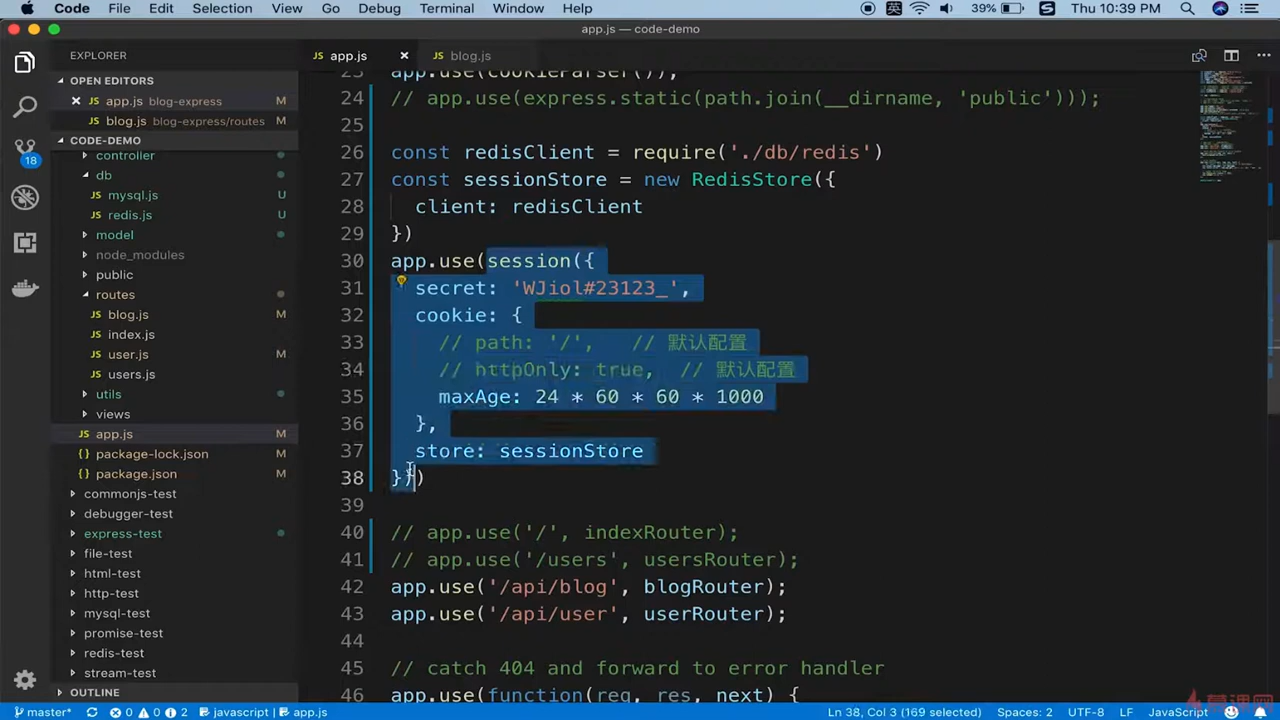 Code File Edit Selection View Go Debug Terminal Window Help 英 39% Thu 10:39 PM
app.js — code-demo
EXPLORER
JS app.js
JS blog.js
OPEN EDITORS
JS app.js blog-express M
JS blog.js blog-express/routes M
CODE-DEMO
controller
db
JS mysql.js U
JS redis.js U
model
node_modules
public
routes
JS blog.js M
JS index.js M
JS user.js M
JS users.js M
utils
views
JS app.js M
package-lock.json M
package.json M
commonjs-test
debugger-test
express-test
file-test
html-test
http-test
mysql-test
promise-test
redis-test
stream-test
OUTLINE
18
23 app.use(cookieParser());
24 // app.use(express.static(path.join(__dirname, 'public')));
25
26 const redisClient = require('./db/redis')
27 const sessionStore = new RedisStore({
28 client: redisClient
29 })
30 app.use(session({
31 secret: 'WJiol#23123_',
32 cookie: {
33 // path: '/', // 默认配置
34 // httpOnly: true, // 默认配置
35 maxAge: 24 * 60 * 60 * 1000
36 },
37 store: sessionStore
38 }))
39
40 // app.use('/', indexRouter);
41 // app.use('/users', usersRouter);
42 app.use('/api/blog', blogRouter);
43 app.use('/api/user', userRouter);
44
45 // catch 404 and forward to error handler
46 app.use(function(req, res, next) {
master* 0 0 2 javascript app.js Ln 38, Col 3 (169 selected) Spaces: 2 UTF-8 LF JavaScript